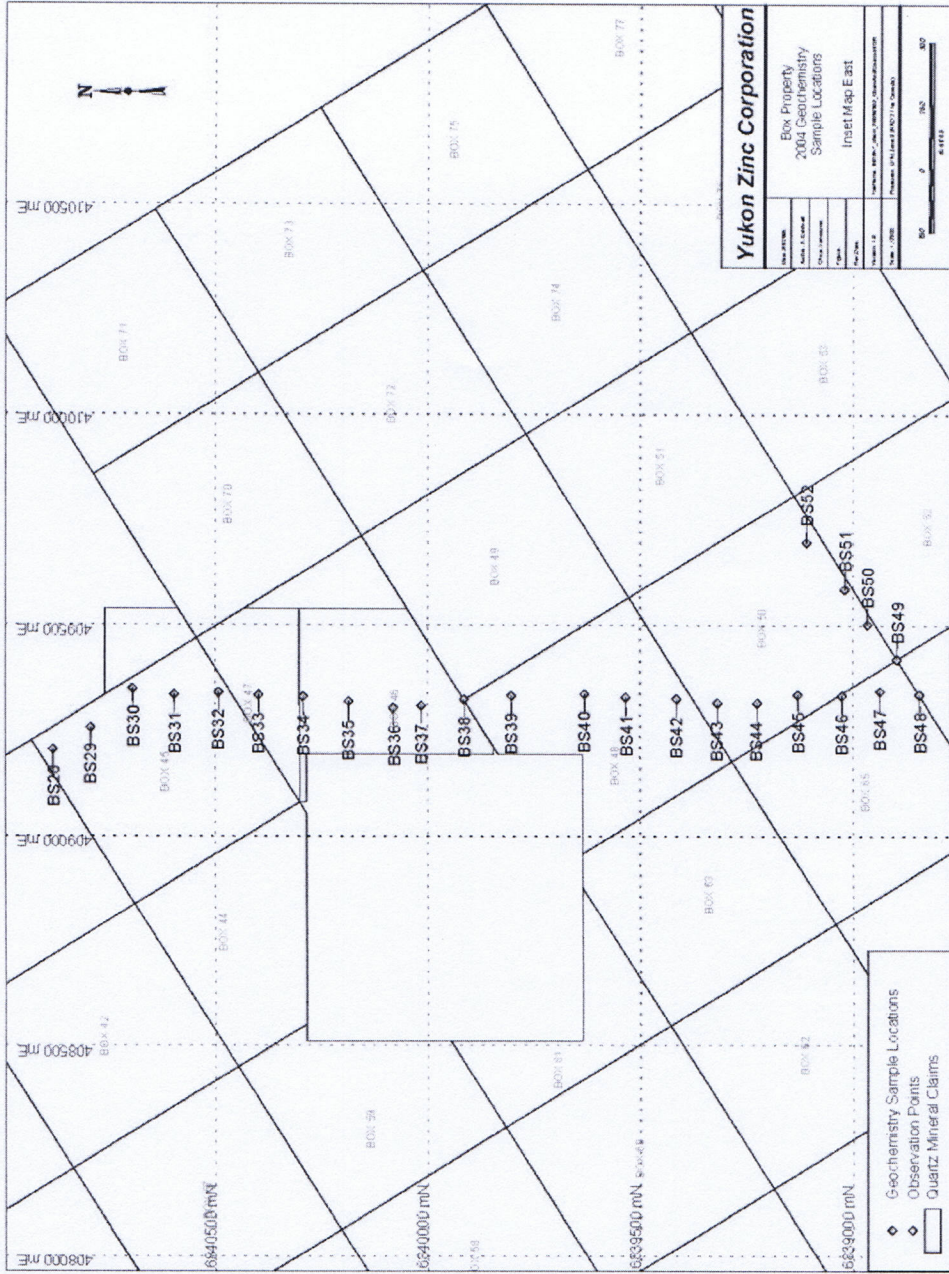 N
Yukon Zinc Corporation
Box Property
2004 Geochemistry
Sample Locations
Inset Map East
410500 mE
410000 mE
409500 mE
409000 mE
408500 mE
408000 mE
6840500 mN
6840000 mN
6839500 mN
6839000 mN
BOX 77
BOX 75
BOX 73
BOX 71
BOX 74
BOX 72
BOX 70
BOX 53
BOX 51
BOX 49
BOX 52
BOX 50
BOX 47
BOX 48
BOX 45
BOX 65
BOX 63
BOX 44
BOX 42
BOX 61
BOX 62
BOX 59
BS29
BS30
BS31
BS32
BS33
BS34
BS35
BS36
BS37
BS38
BS39
BS40
BS41
BS42
BS43
BS44
BS45
BS46
BS47
BS48
BS49
BS50
BS51
BS52
Geochemistry Sample Locations
Observation Points
Quartz Mineral Claims